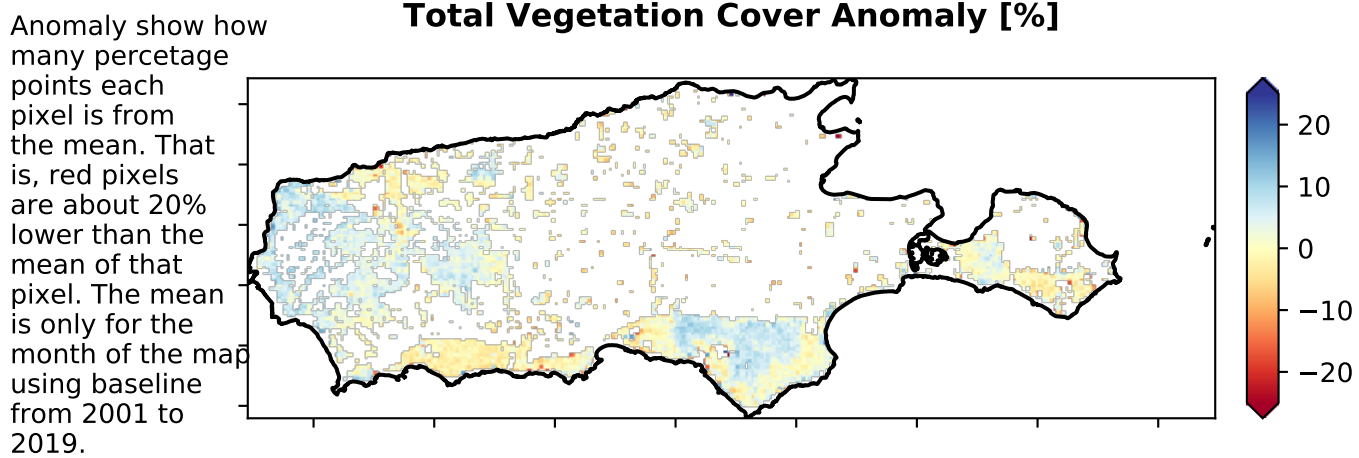 Total Vegetation Cover Anomaly [%]
Anomaly show how
many percetage
points each
pixel is from
the mean. That
is, red pixels
are about 20%
lower than the
mean of that
pixel. The mean
is only for the
month of the map
using baseline
from 2001 to
2019.
20
10
0
−10
−20